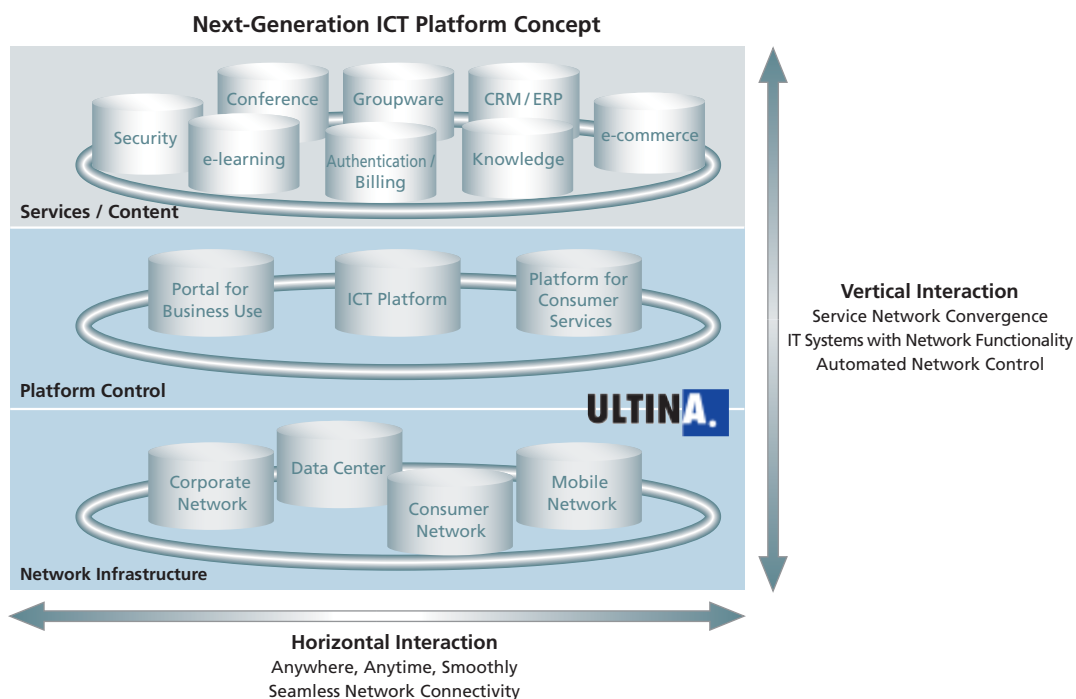 Next-Generation ICT Platform Concept
Conference
Groupware
CRM / ERP
Security
e-learning
Authentication /
Billing
Knowledge
e-commerce
Services / Content
Portal for
Business Use
ICT Platform
Platform for
Consumer
Services
Platform Control
ULTINA.
Corporate
Network
Data Center
Consumer
Network
Mobile
Network
Network Infrastructure
Vertical Interaction
Service Network Convergence
IT Systems with Network Functionality
Automated Network Control
Horizontal Interaction
Anywhere, Anytime, Smoothly
Seamless Network Connectivity